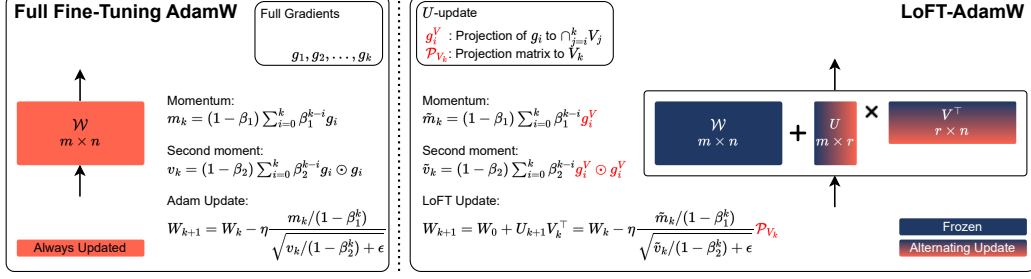 Full Fine-Tuning AdamW
Full Gradients
g_1, g_2, ..., g_k
W
m × n
Momentum:
m_k = (1 − β_1) ∑_{i=0}^{k} β_1^{k−i} g_i
Second moment:
v_k = (1 − β_2) ∑_{i=0}^{k} β_2^{k−i} g_i ⊙ g_i
Adam Update:
W_{k+1} = W_k − η \frac{m_k/(1 − β_1^k)}{\sqrt{v_k/(1 − β_2^k) + ϵ}}
Always Updated
LoFT-AdamW
U-update
g_i^V : Projection of g_i to ∩_{j=i}^{k} V_j
P_{V_k}: Projection matrix to V_k
Momentum:
m̃_k = (1 − β_1) ∑_{i=0}^{k} β_1^{k−i} g_i^V
Second moment:
ṽ_k = (1 − β_2) ∑_{i=0}^{k} β_2^{k−i} g_i^V ⊙ g_i^V
LoFT Update:
W_{k+1} = W_0 + U_{k+1} V_k^⊤ = W_k − η \frac{m̃_k/(1 − β_1^k)}{\sqrt{ṽ_k/(1 − β_2^k) + ϵ}} P_{V_k}
W
m × n
+
U
m × r
×
V^⊤
r × n
Frozen
Alternating Update